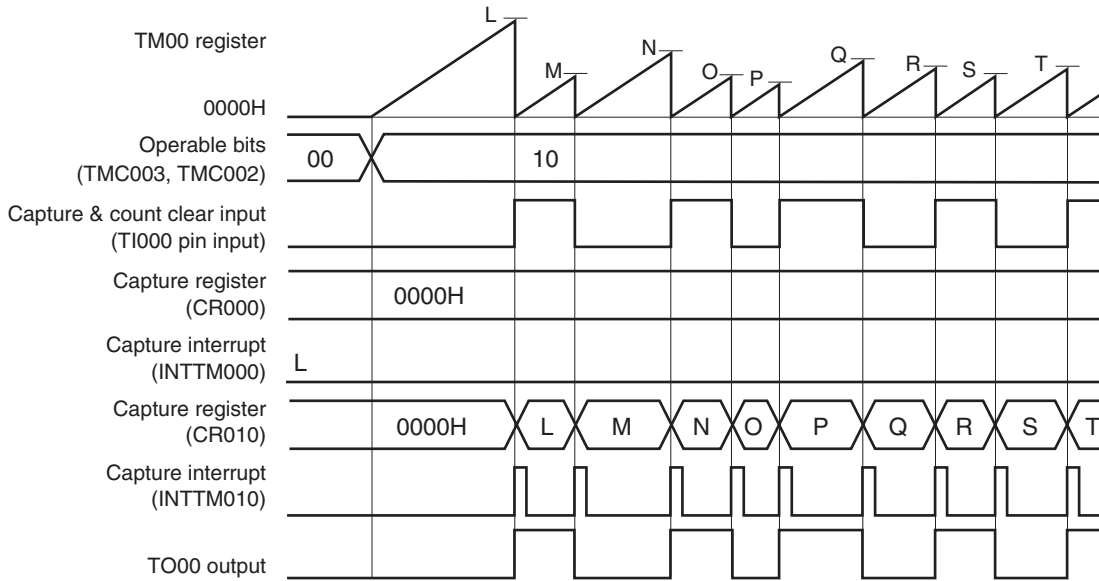 TM00 register
L
M
N
O
P
Q
R
S
T
0000H
Operable bits
(TMC003, TMC002)
00
10
Capture & count clear input
(TI000 pin input)
Capture register
(CR000)
0000H
Capture interrupt
(INTTM000)
L
Capture register
(CR010)
0000H
L
M
N
O
P
Q
R
S
T
Capture interrupt
(INTTM010)
TO00 output